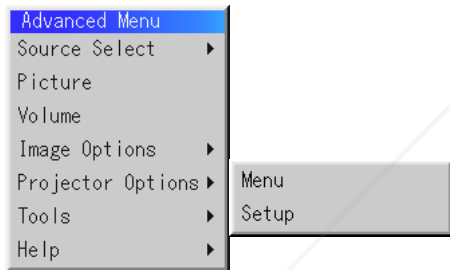 Advanced Menu
Source Select
Picture
Volume
Image Options
Projector Options
Tools
Help
Menu
Setup